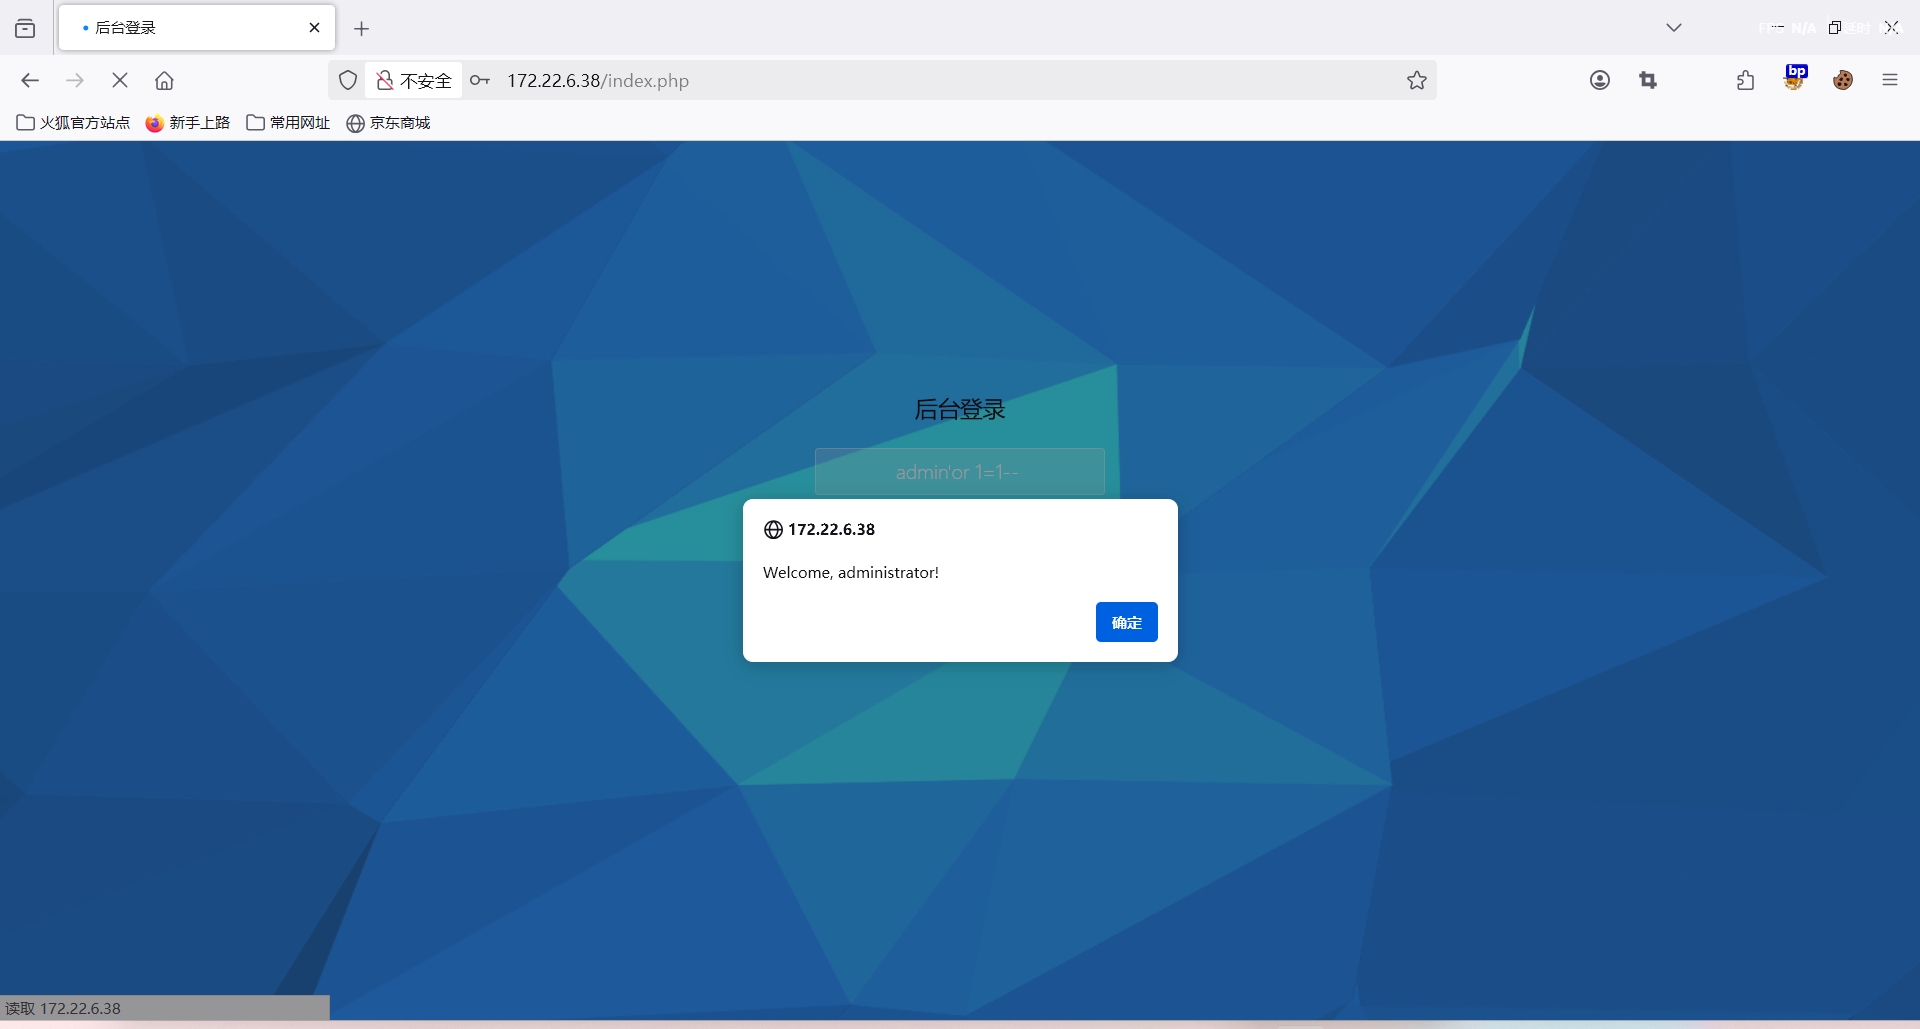 后台登录
不安全 172.22.6.38/index.php
bp
火狐官方站点 新手上路 常用网址 京东商城
后台登录
admin'or 1=1--
172.22.6.38
Welcome, administrator!
确定
读取 172.22.6.38